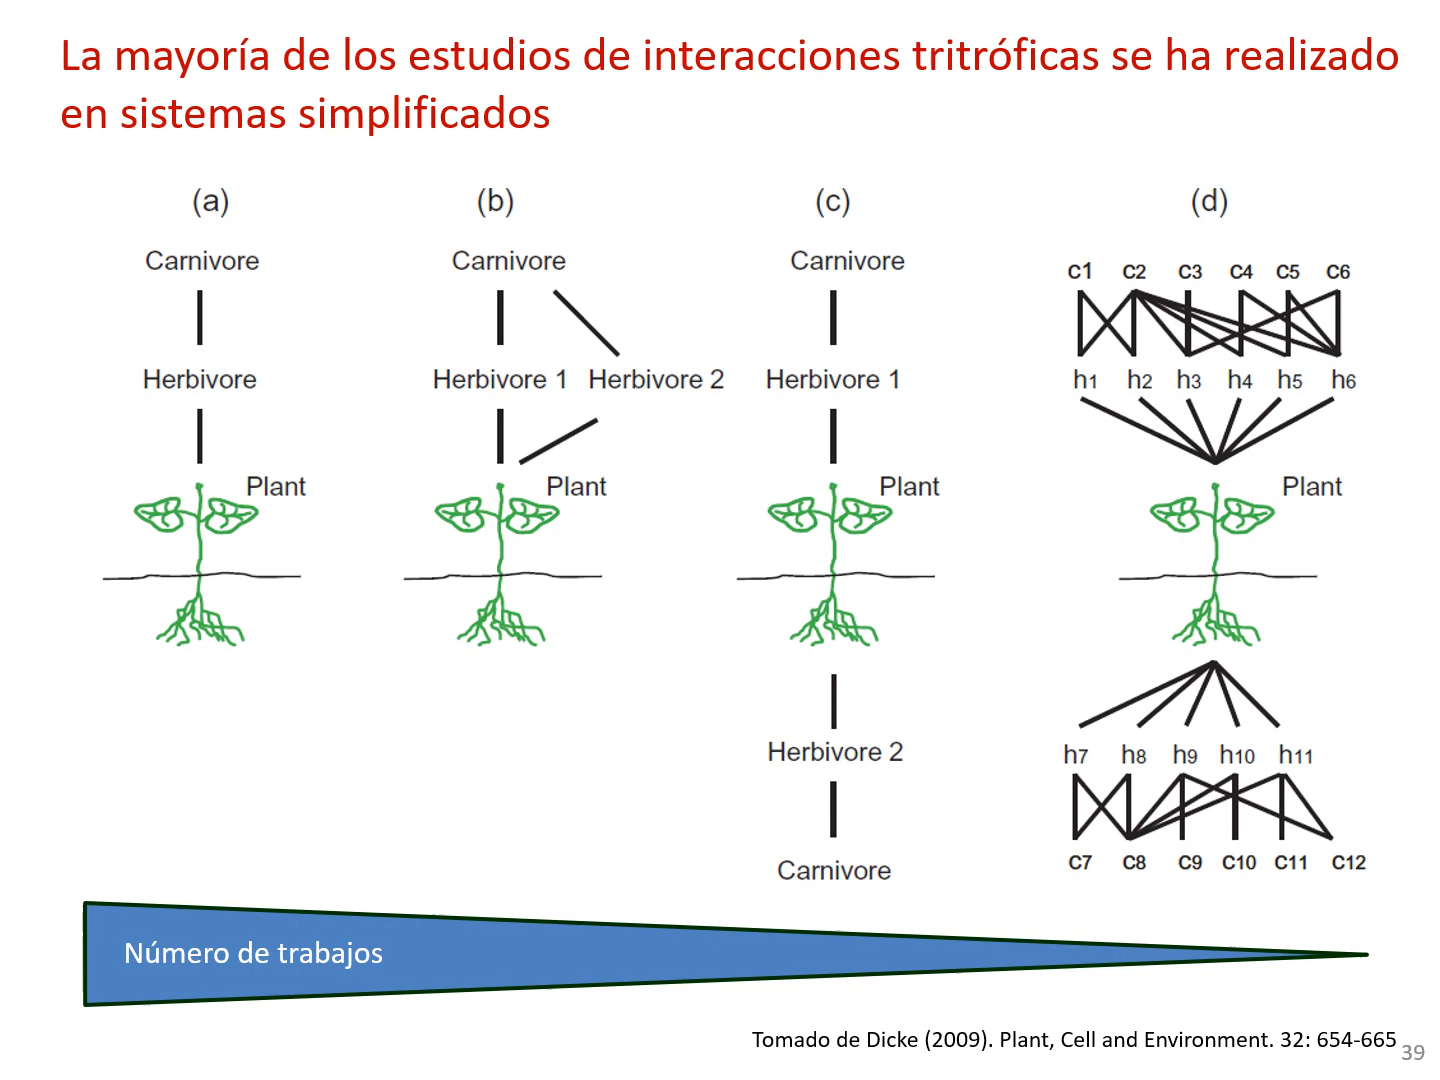 La mayoría de los estudios de interacciones tritróficas se ha realizado
en sistemas simplificados
(a) (b) (c) (d)
Carnivore Carnivore Carnivore c1 c2 c3 c4 c5 c6
Herbivore Herbivore 1 Herbivore 2 Herbivore 1 h1 h2 h3 h4 h5 h6
Plant Plant Plant Plant
Herbivore 2 h7 h8 h9 h10 h11
Carnivore c7 c8 c9 c10 c11 c12
Número de trabajos
Tomado de Dicke (2009). Plant, Cell and Environment. 32: 654-665
39